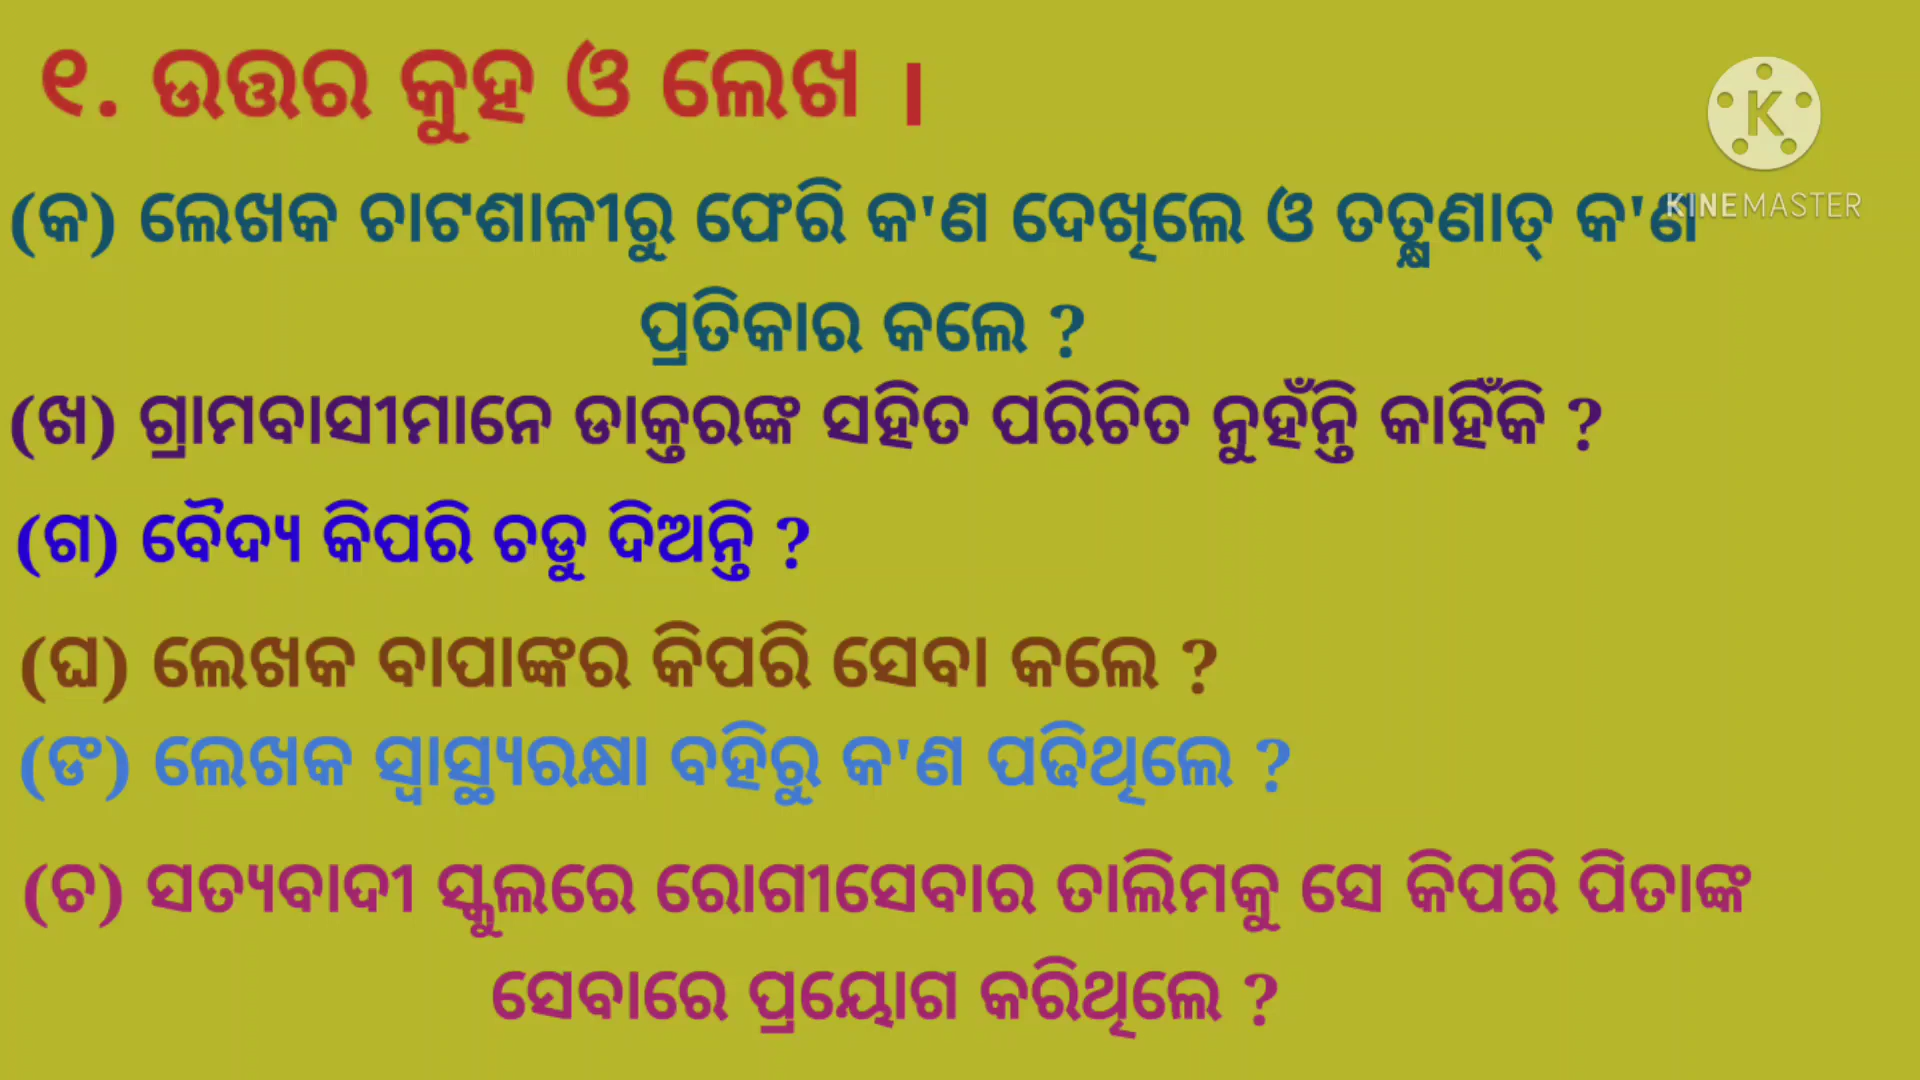 ୧. ଉତ୍ତର କୁହ ଓ ଲେଖ ।
K
KINEMASTER
(କ) ଲେଖକ ଚାଟଶାଳୀରୁ ଫେରି କ'ଣ ଦେଖିଲେ ଓ ତତ୍କ୍ଷଣାତ୍ କ'ଣ
ପ୍ରତିକାର କଲେ ?
(ଖ) ଗ୍ରାମବାସୀମାନେ ଡାକ୍ତରଙ୍କ ସହିତ ପରିଚିତ ନୁହଁନ୍ତି କାହିଁକି ?
(ଗ) ବୈଦ୍ୟ କିପରି ଚଡୁ ଦିଅନ୍ତି ?
(ଘ) ଲେଖକ ବାପାଙ୍କର କିପରି ସେବା କଲେ ?
(ଙ) ଲେଖକ ସ୍ୱାସ୍ଥ୍ୟରକ୍ଷା ବହିରୁ କ'ଣ ପଢିଥିଲେ ?
(ଚ) ସତ୍ୟବାଦୀ ସ୍କୁଲରେ ରୋଗୀସେବାର ତାଲିମକୁ ସେ କିପରି ପିତାଙ୍କ
ସେବାରେ ପ୍ରୟୋଗ କରିଥିଲେ ?